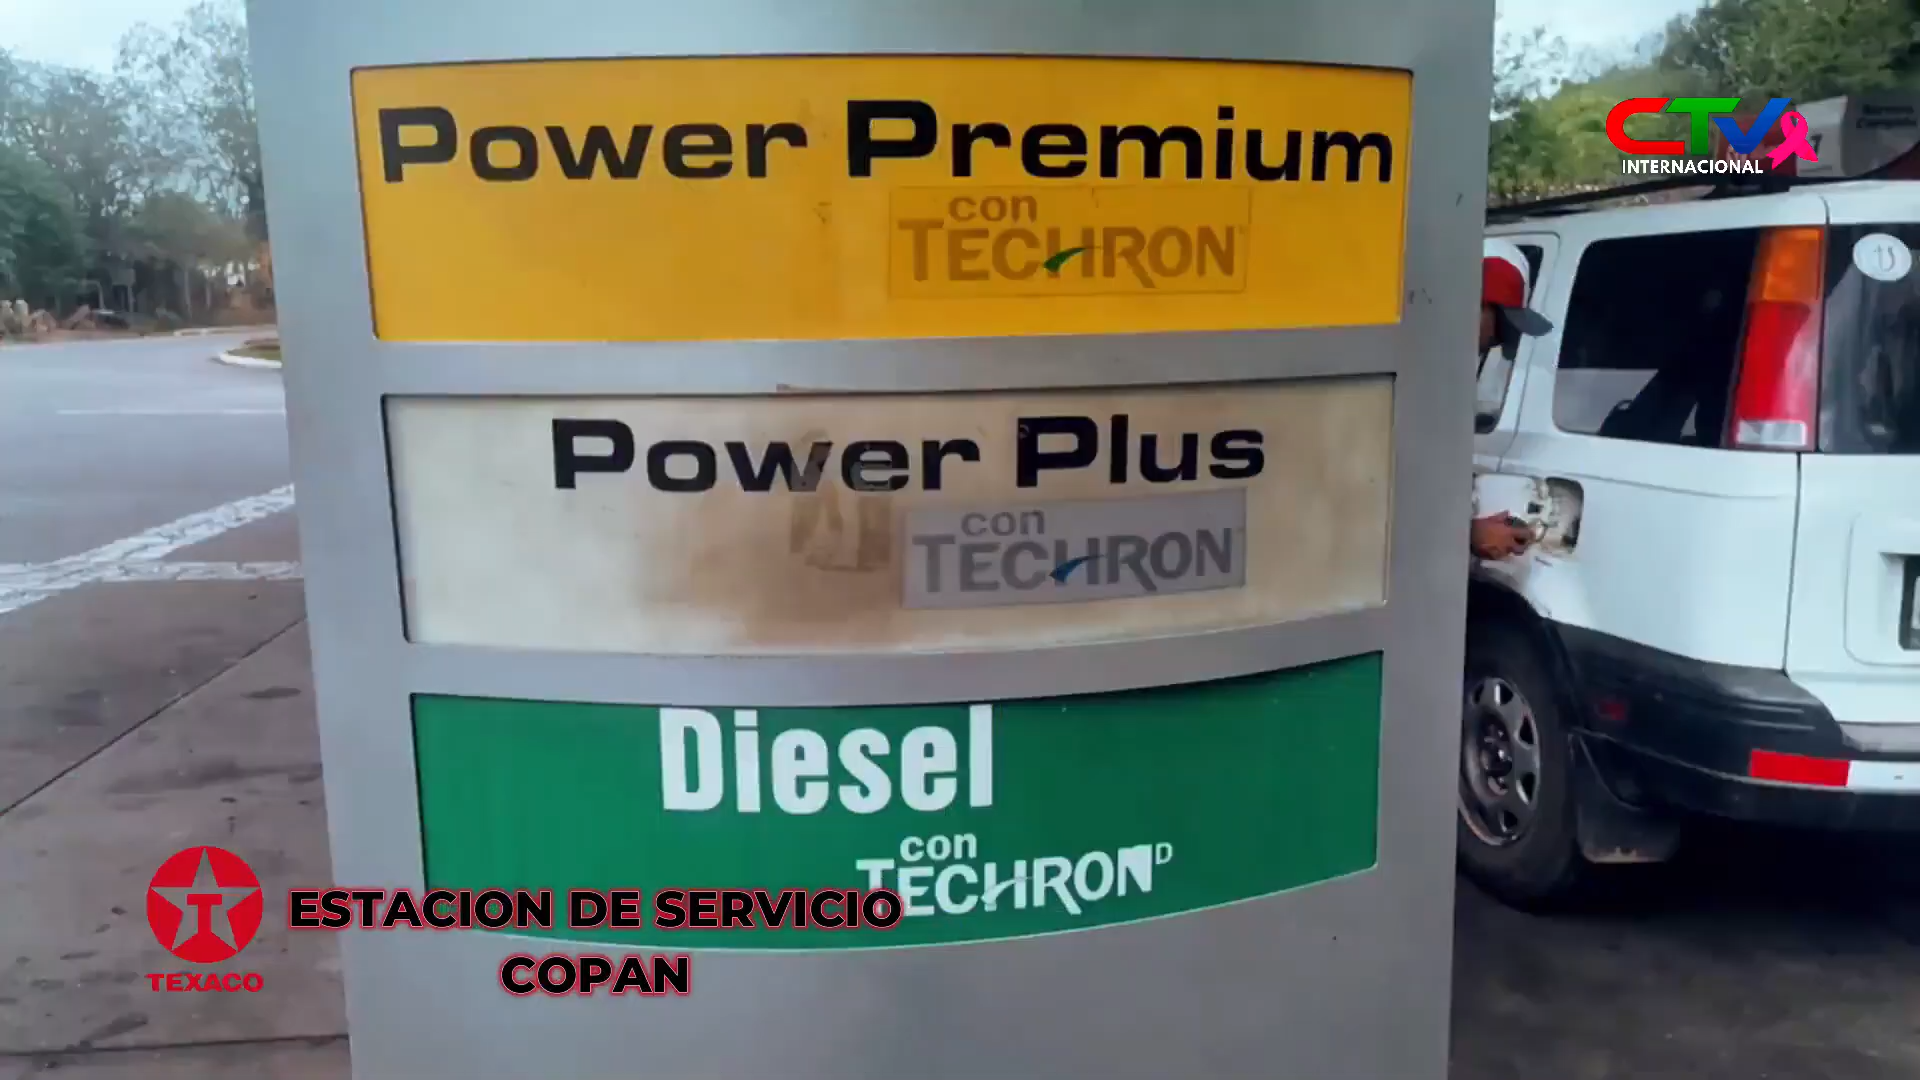 Power Premium
con
TECHRON
Power Plus
con
TECHRON
Diesel
con
TECHRON D
CTV
INTERNACIONAL
T
TEXACO
ESTACION DE SERVICIO
COPAN